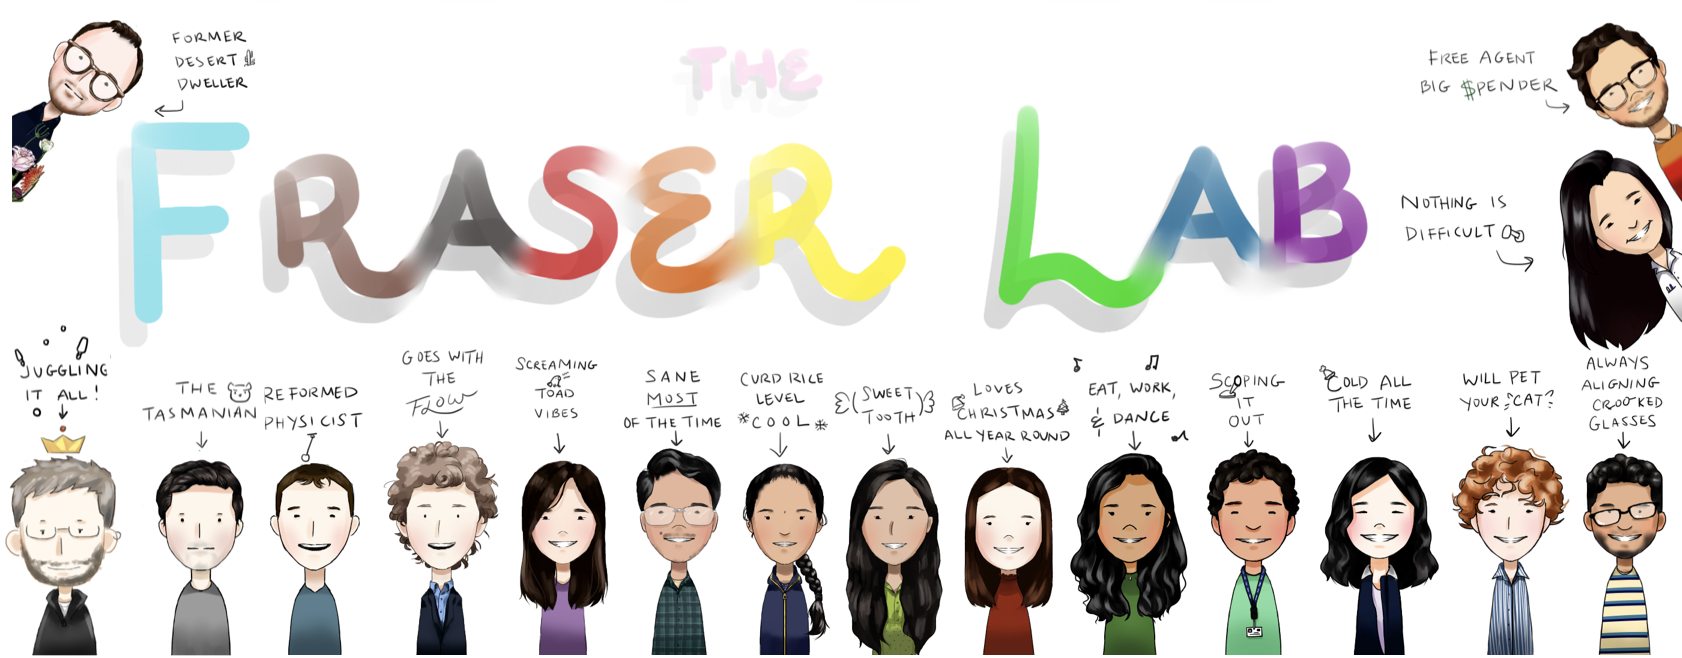 THE
FRASER LAB
FORMER
DESERT
DWELLER
FREE AGENT
BIG $PENDER
NOTHING IS
DIFFICULT
JUGGLING
IT ALL!
THE
TASMANIAN
REFORMED
PHYSICIST
GOES WITH
THE
FLOW
SCREAMING
TOAD
VIBES
SANE
MOST
OF THE TIME
CURD RICE
LEVEL
*COOL*
(SWEET
TOOTH)
LOVES
CHRISTMAS
ALL YEAR ROUND
EAT, WORK,
& DANCE
SCOPING
IT
OUT
COLD ALL
THE TIME
WILL PET
YOUR CAT?
ALWAYS
ALIGNING
CROOKED
GLASSES